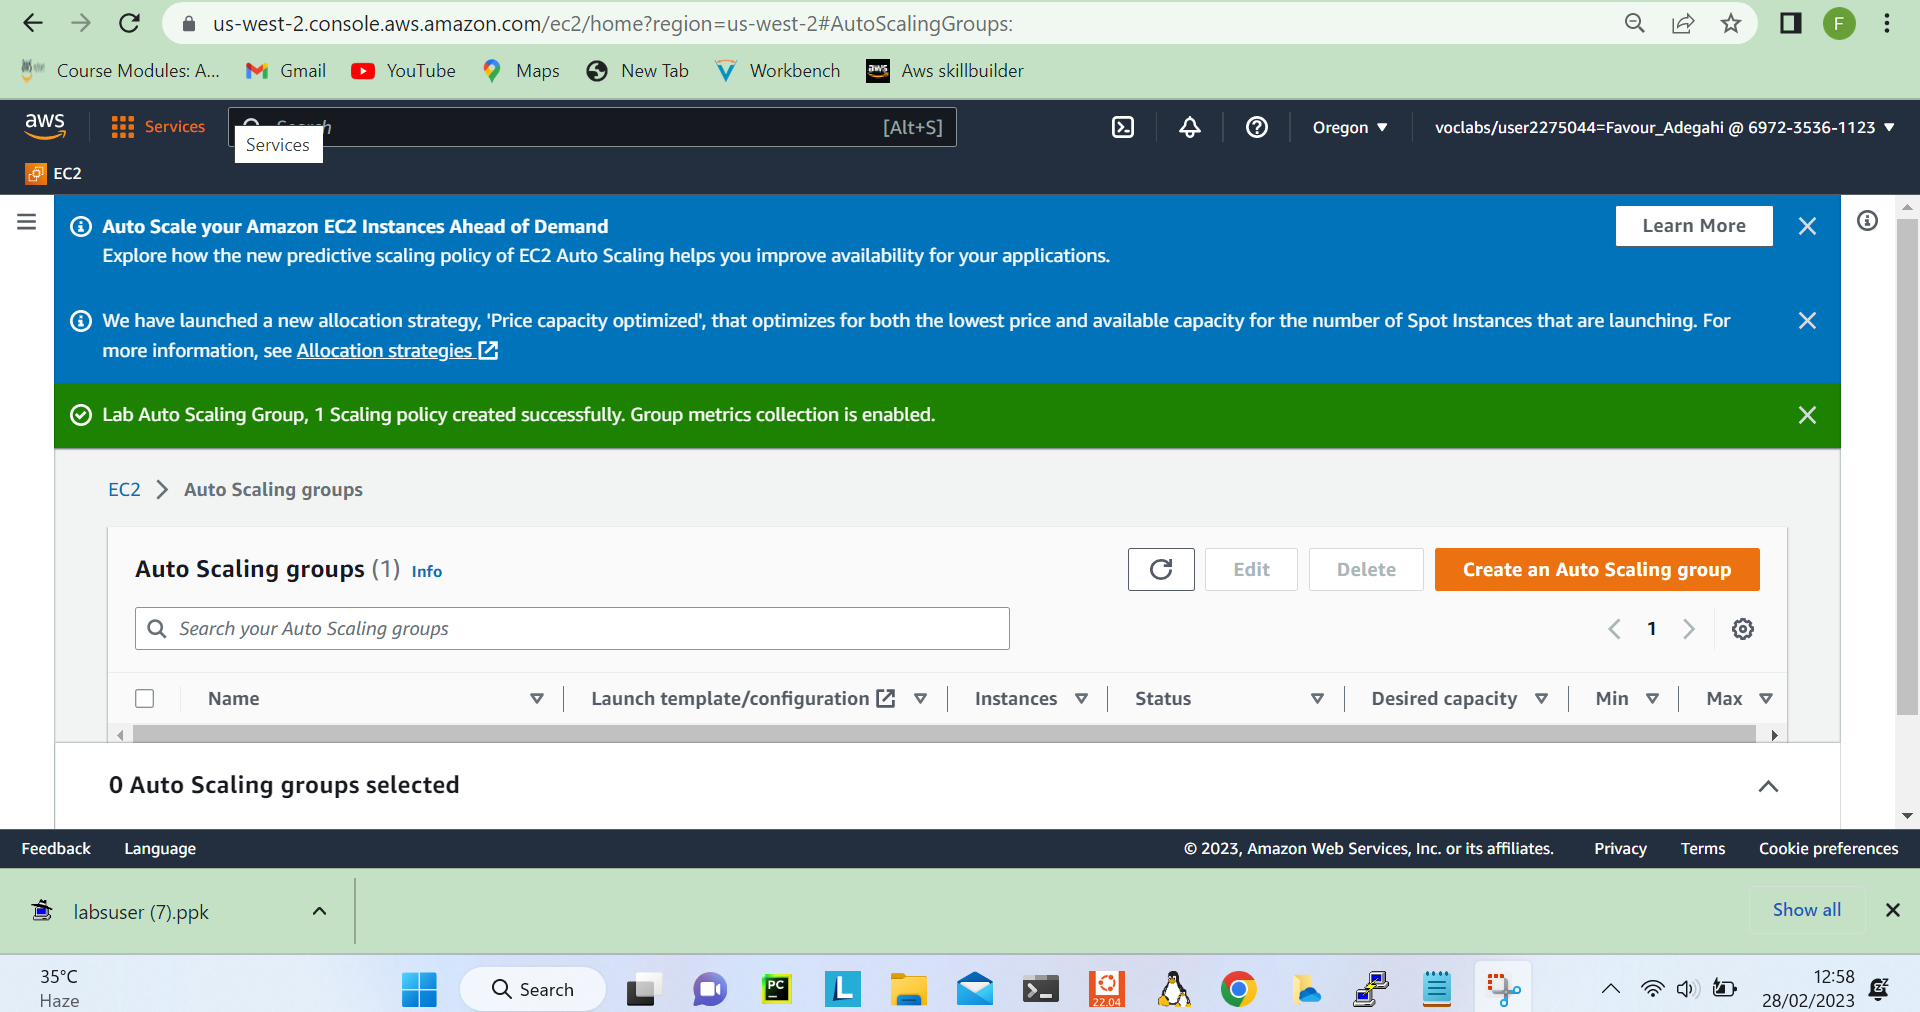 us-west-2.console.aws.amazon.com/ec2/home?region=us-west-2#AutoScalingGroups:
F
Course Modules: A...
Gmail
YouTube
Maps
New Tab
Workbench
aws
Aws skillbuilder
aws
Services
[Alt+S]
Oregon
voclabs/user2275044=Favour_Adegahi @ 6972-3536-1123
Services
EC2
Auto Scale your Amazon EC2 Instances Ahead of Demand
Learn More
Explore how the new predictive scaling policy of EC2 Auto Scaling helps you improve availability for your applications.
We have launched a new allocation strategy, 'Price capacity optimized', that optimizes for both the lowest price and available capacity for the number of Spot Instances that are launching. For
more information, see Allocation strategies
Lab Auto Scaling Group, 1 Scaling policy created successfully. Group metrics collection is enabled.
EC2 > Auto Scaling groups
Auto Scaling groups (1) Info
Edit
Delete
Create an Auto Scaling group
Search your Auto Scaling groups
1
Name
Launch template/configuration
Instances
Status
Desired capacity
Min
Max
0 Auto Scaling groups selected
Feedback
Language
© 2023, Amazon Web Services, Inc. or its affiliates.
Privacy
Terms
Cookie preferences
labsuser (7).ppk
Show all
35°C
Haze
Search
PC
L
22.04
12:58
28/02/2023